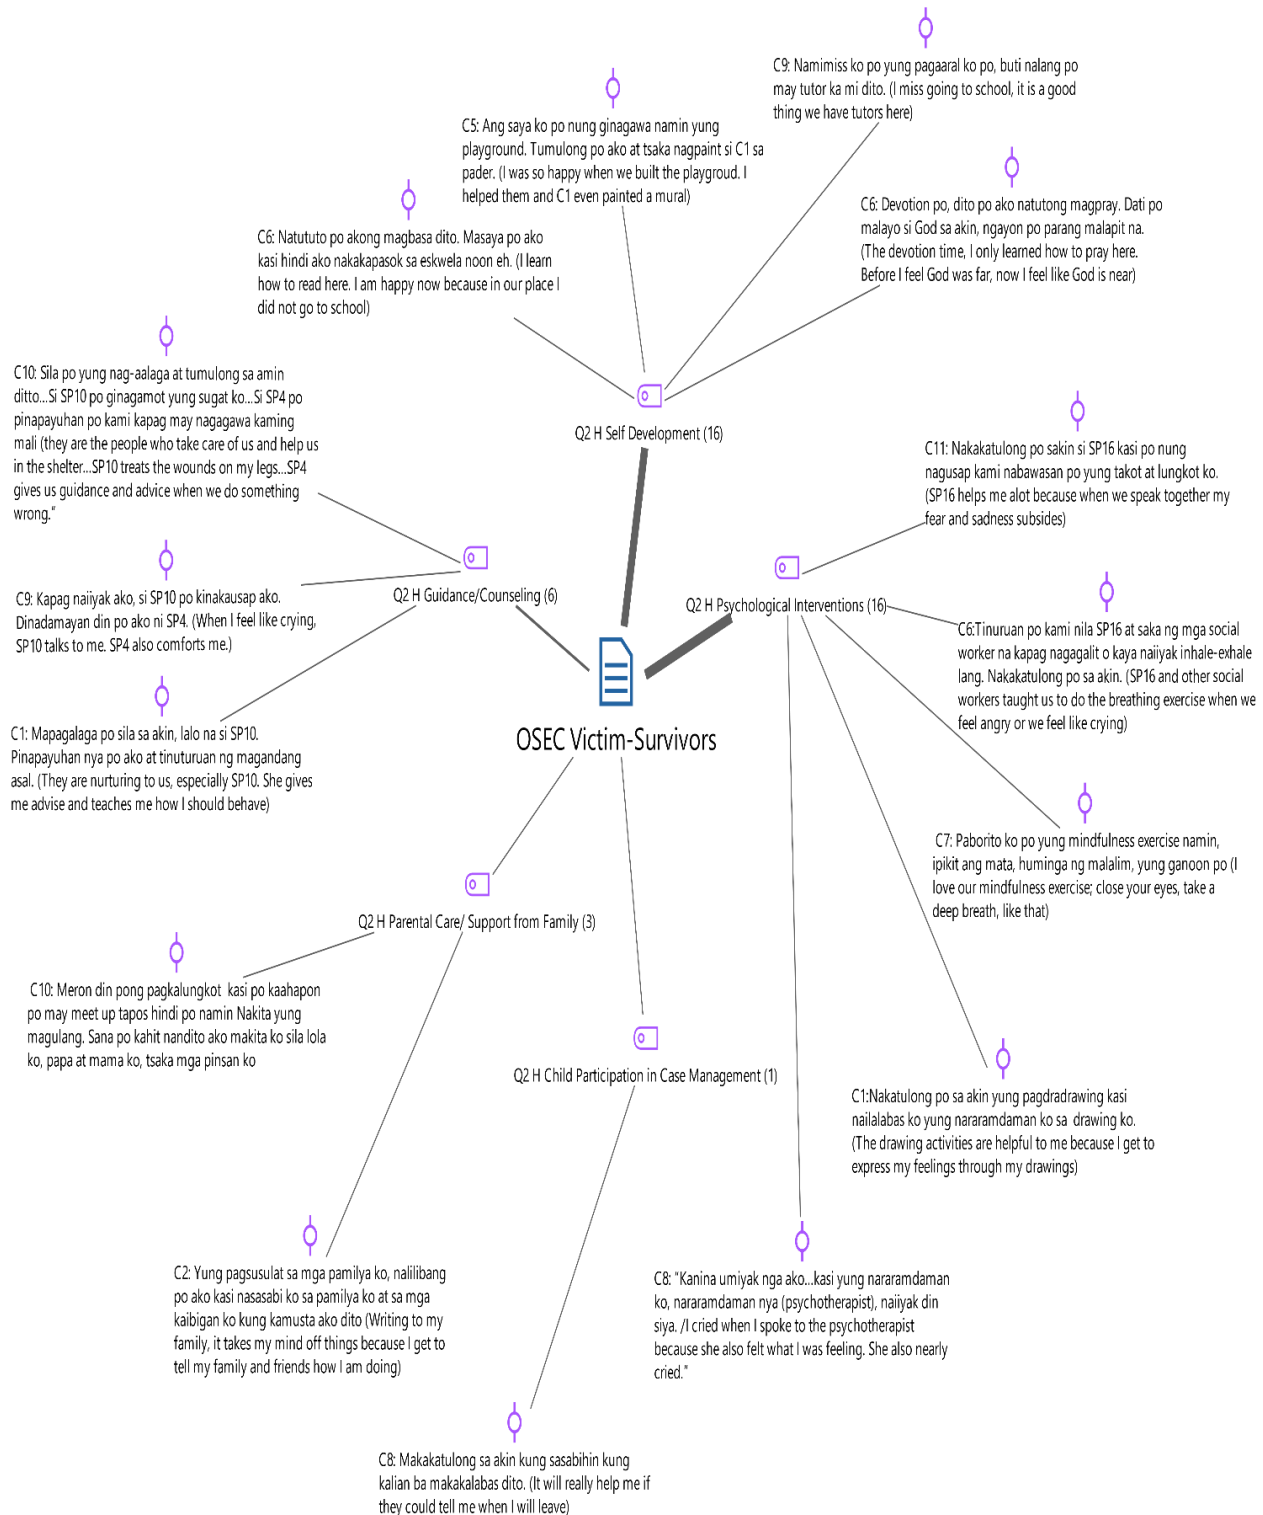 C9: Namimiss ko po yung pagaaral ko po, buti nalang po
may tutor ka mi dito. (I miss going to school, it is a good
thing we have tutors here)
C5: Ang saya ko po nung ginagawa namin yung
playground. Tumulong po ako at tsaka nagpaint si C1 sa
pader. (I was so happy when we built the playgroud. I
helped them and C1 even painted a mural)
C6: Devotion po, dito po ako natutong magpray. Dati po
malayo si God sa akin, ngayon po parang malapit na.
(The devotion time, I only learned how to pray here.
Before I feel God was far, now I feel like God is near)
C6: Natututo po akong magbasa dito. Masaya po ako
kasi hindi ako nakakapasok sa eskwela noon eh. (I learn
how to read here. I am happy now because in our place I
did not go to school)
C10: Sila po yung nag-aalaga at tumulong sa amin
ditto...Si SP10 po ginagamot yung sugat ko...Si SP4 po
pinapayuhan po kami kapag may nagagawa kaming
mali (they are the people who take care of us and help us
in the shelter...SP10 treats the wounds on my legs...SP4
gives us guidance and advice when we do something
wrong."
Q2 H Self Development (16)
C11: Nakakatulong po sakin si SP16 kasi po nung
nagusap kami nabawasan po yung takot at lungkot ko.
(SP16 helps me alot because when we speak together my
fear and sadness subsides)
C9: Kapag naiiyak ako, si SP10 po kinakausap ako.
Dinadamayan din po ako ni SP4. (When I feel like crying,
SP10 talks to me. SP4 also comforts me.)
Q2 H Guidance/Counseling (6)
Q2 H Psychological Interventions (16)
C6:Tinuruan po kami nila SP16 at saka ng mga social
worker na kapag nagagalit o kaya naiiyak inhale-exhale
lang. Nakakatulong po sa akin. (SP16 and other social
workers taught us to do the breathing exercise when we
feel angry or we feel like crying)
C1: Mapagalaga po sila sa akin, lalo na si SP10.
Pinapayuhan nya po ako at tinuturuan ng magandang
asal. (They are nurturing to us, especially SP10. She gives
me advise and teaches me how I should behave)
OSEC Victim-Survivors
C7: Paborito ko po yung mindfulness exercise namin,
ipikit ang mata, huminga ng malalim, yung ganoon po (I
love our mindfulness exercise; close your eyes, take a
deep breath, like that)
Q2 H Parental Care/ Support from Family (3)
C10: Meron din pong pagkalungkot kasi po kaahapon
po may meet up tapos hindi po namin Nakita yung
magulang. Sana po kahit nandito ako makita ko sila lola
ko, papa at mama ko, tsaka mga pinsan ko
Q2 H Child Participation in Case Management (1)
C1:Nakatulong po sa akin yung pagdradrawing kasi
nailalabas ko yung nararamdaman ko sa drawing ko.
(The drawing activities are helpful to me because I get to
express my feelings through my drawings)
C2: Yung pagsusulat sa mga pamilya ko, nalilibang
po ako kasi nasasabi ko sa pamilya ko at sa mga
kaibigan ko kung kamusta ako dito (Writing to my
family, it takes my mind off things because I get to
tell my family and friends how I am doing)
C8: "Kanina umiyak nga ako...kasi yung nararamdaman
ko, nararamdaman nya (psychotherapist), naiiyak din
siya. /I cried when I spoke to the psychotherapist
because she also felt what I was feeling. She also nearly
cried."
C8: Makakatulong sa akin kung sasabihin kung
kalian ba makakalabas dito. (It will really help me if
they could tell me when I will leave)